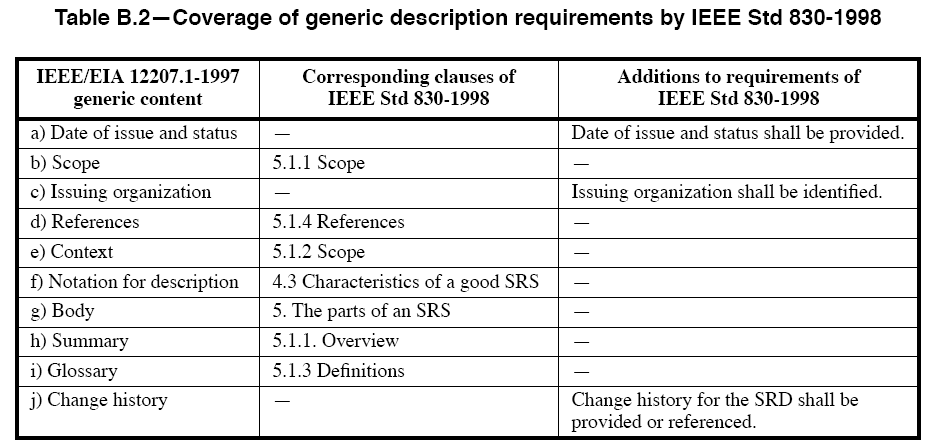 Table B.2—Coverage of generic description requirements by IEEE Std 830-1998
IEEE/EIA 12207.1-1997 generic content | Corresponding clauses of IEEE Std 830-1998 | Additions to requirements of IEEE Std 830-1998
a) Date of issue and status | — | Date of issue and status shall be provided.
b) Scope | 5.1.1 Scope | —
c) Issuing organization | — | Issuing organization shall be identified.
d) References | 5.1.4 References | —
e) Context | 5.1.2 Scope | —
f) Notation for description | 4.3 Characteristics of a good SRS | —
g) Body | 5. The parts of an SRS | —
h) Summary | 5.1.1. Overview | —
i) Glossary | 5.1.3 Definitions | —
j) Change history | — | Change history for the SRD shall be provided or referenced.